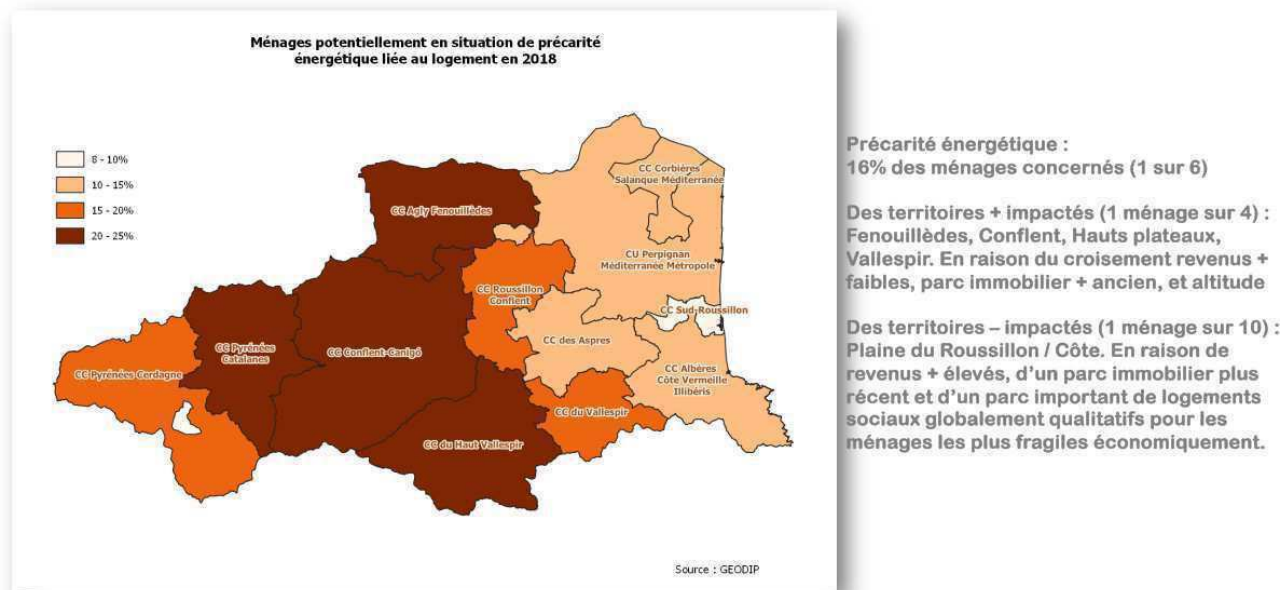 Ménages potentiellement en situation de précarité
énergétique liée au logement en 2018
8 - 10%
10 - 15%
15 - 20%
20 - 25%
CC Corbières
Salanque Méditerranée
CC Agly Fenouillèdes
CU Perpignan
Méditerranée Métropole
CC Roussillon
Conflent
CC Sud-Roussillon
CC des Aspres
CC Pyrénées
Catalanes
CC Conflent-Canigó
CC Pyrénées Cerdagne
CC Albères
Côte Vermeille
Illibéris
CC du Vallespir
CC du Haut Vallespir
Source : GEODIP
Précarité énergétique :
16% des ménages concernés (1 sur 6)
Des territoires + impactés (1 ménage sur 4) :
Fenouillèdes, Conflent, Hauts plateaux,
Vallespir. En raison du croisement revenus +
faibles, parc immobilier + ancien, et altitude
Des territoires – impactés (1 ménage sur 10) :
Plaine du Roussillon / Côte. En raison de
revenus + élevés, d'un parc immobilier plus
récent et d'un parc important de logements
sociaux globalement qualitatifs pour les
ménages les plus fragiles économiquement.